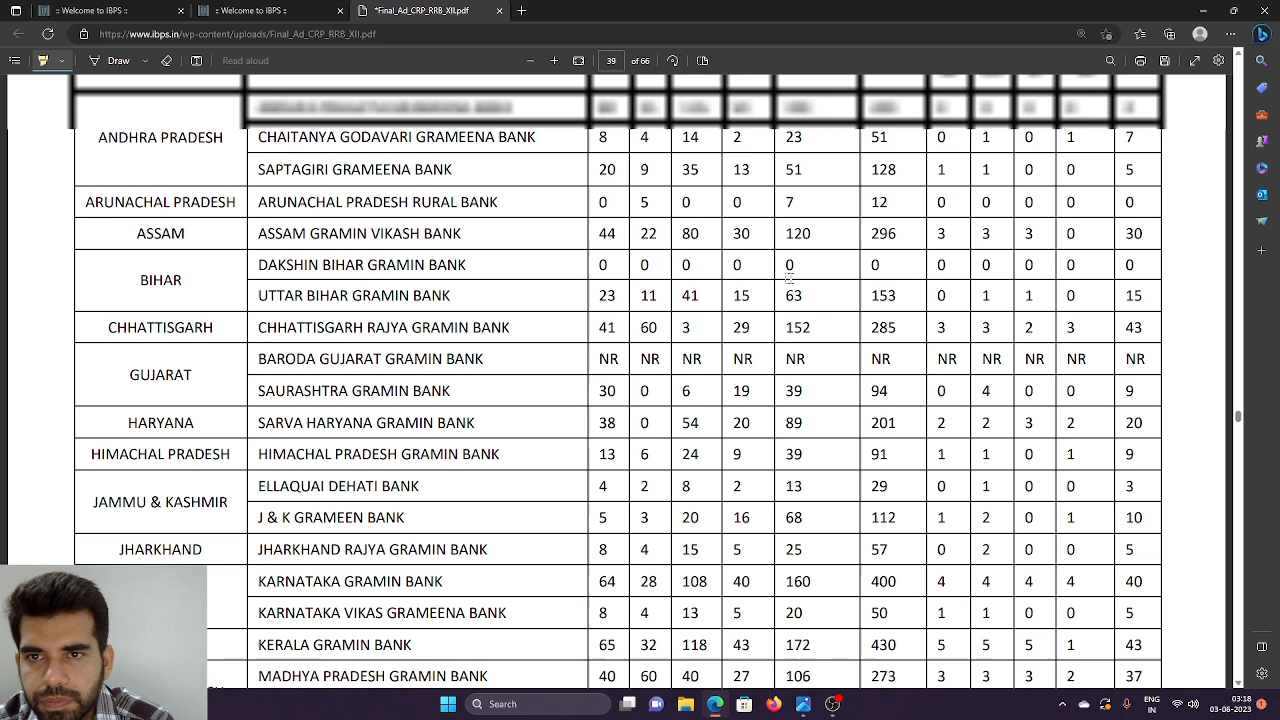 :: Welcome to IBPS ::
:: Welcome to IBPS ::
*Final_Ad_CRP_RRB_XII.pdf
https://www.ibps.in/wp-content/uploads/Final_Ad_CRP_RRB_XII.pdf
Draw
Read aloud
39 of 66
ANDHRA PRADESH CHAITANYA GODAVARI GRAMEENA BANK 8 4 14 2 23 51 0 1 0 1 7
SAPTAGIRI GRAMEENA BANK 20 9 35 13 51 128 1 1 0 0 5
ARUNACHAL PRADESH ARUNACHAL PRADESH RURAL BANK 0 5 0 0 7 12 0 0 0 0 0
ASSAM ASSAM GRAMIN VIKASH BANK 44 22 80 30 120 296 3 3 3 0 30
BIHAR DAKSHIN BIHAR GRAMIN BANK 0 0 0 0 0 0 0 0 0 0 0
UTTAR BIHAR GRAMIN BANK 23 11 41 15 63 153 0 1 1 0 15
CHHATTISGARH CHHATTISGARH RAJYA GRAMIN BANK 41 60 3 29 152 285 3 3 2 3 43
GUJARAT BARODA GUJARAT GRAMIN BANK NR NR NR NR NR NR NR NR NR NR NR
SAURASHTRA GRAMIN BANK 30 0 6 19 39 94 0 4 0 0 9
HARYANA SARVA HARYANA GRAMIN BANK 38 0 54 20 89 201 2 2 3 2 20
HIMACHAL PRADESH HIMACHAL PRADESH GRAMIN BANK 13 6 24 9 39 91 1 1 0 1 9
JAMMU & KASHMIR ELLAQUAI DEHATI BANK 4 2 8 2 13 29 0 1 0 0 3
J & K GRAMEEN BANK 5 3 20 16 68 112 1 2 0 1 10
JHARKHAND JHARKHAND RAJYA GRAMIN BANK 8 4 15 5 25 57 0 2 0 0 5
KARNATAKA GRAMIN BANK 64 28 108 40 160 400 4 4 4 4 40
KARNATAKA VIKAS GRAMEENA BANK 8 4 13 5 20 50 1 1 0 0 5
KERALA GRAMIN BANK 65 32 118 43 172 430 5 5 5 1 43
MADHYA PRADESH GRAMIN BANK 40 60 40 27 106 273 3 3 3 2 37
Search
ENG
IN
03:18
03-06-2023